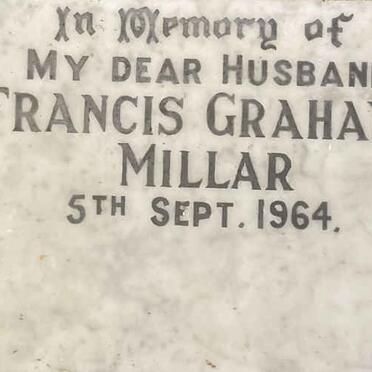 In Memory of
MY DEAR HUSBAN
FRANCIS GRAHA
MILLAR
5TH SEPT. 1964.